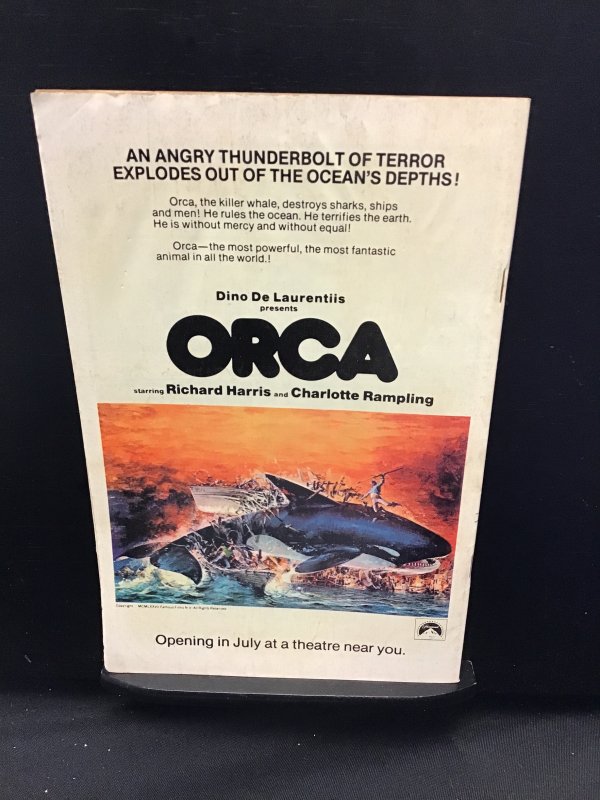 AN ANGRY THUNDERBOLT OF TERROR
EXPLODES OUT OF THE OCEAN'S DEPTHS!
Orca, the killer whale, destroys sharks, ships
and men! He rules the ocean. He terrifies the earth.
He is without mercy and without equal!
Orca—the most powerful, the most fantastic
animal in all the world.!
Dino De Laurentiis
presents
ORCA
starring Richard Harris and Charlotte Rampling
All Rights Reserved
Opening in July at a theatre near you.